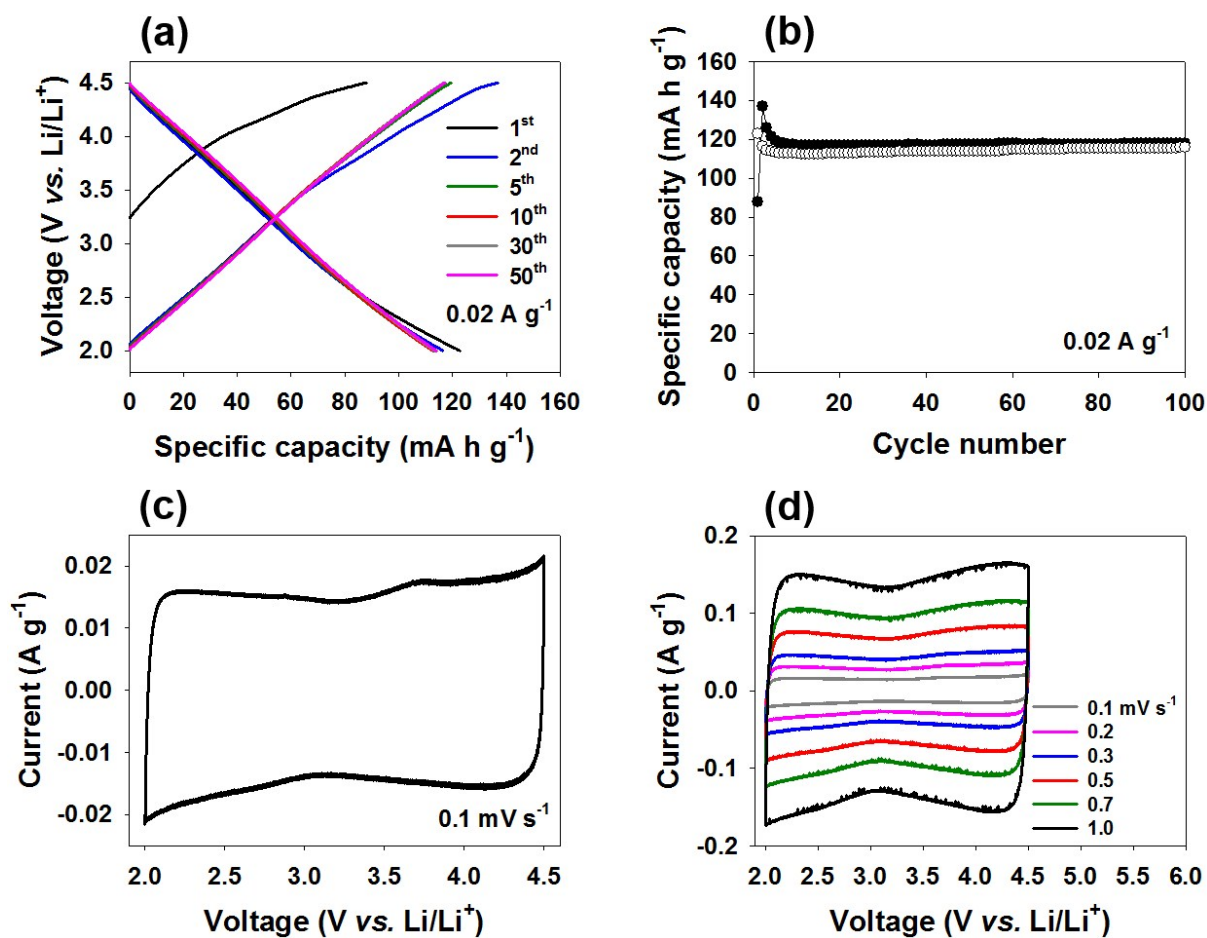 (a)
Voltage (V vs. Li/Li⁺)
4.5
4.0
3.5
3.0
2.5
2.0
1ˢᵗ
2ⁿᵈ
5ᵗʰ
10ᵗʰ
30ᵗʰ
50ᵗʰ
0.02 A g⁻¹
0 20 40 60 80 100 120 140 160
Specific capacity (mA h g⁻¹)
(b)
Specific capacity (mA h g⁻¹)
160
140
120
100
80
60
40
20
0
0.02 A g⁻¹
0 20 40 60 80 100
Cycle number
(c)
Current (A g⁻¹)
0.02
0.01
0.00
-0.01
-0.02
0.1 mV s⁻¹
2.0 2.5 3.0 3.5 4.0 4.5
Voltage (V vs. Li/Li⁺)
(d)
Current (A g⁻¹)
0.2
0.1
0.0
-0.1
-0.2
0.1 mV s⁻¹
0.2
0.3
0.5
0.7
1.0
2.0 2.5 3.0 3.5 4.0 4.5 5.0 5.5 6.0
Voltage (V vs. Li/Li⁺)